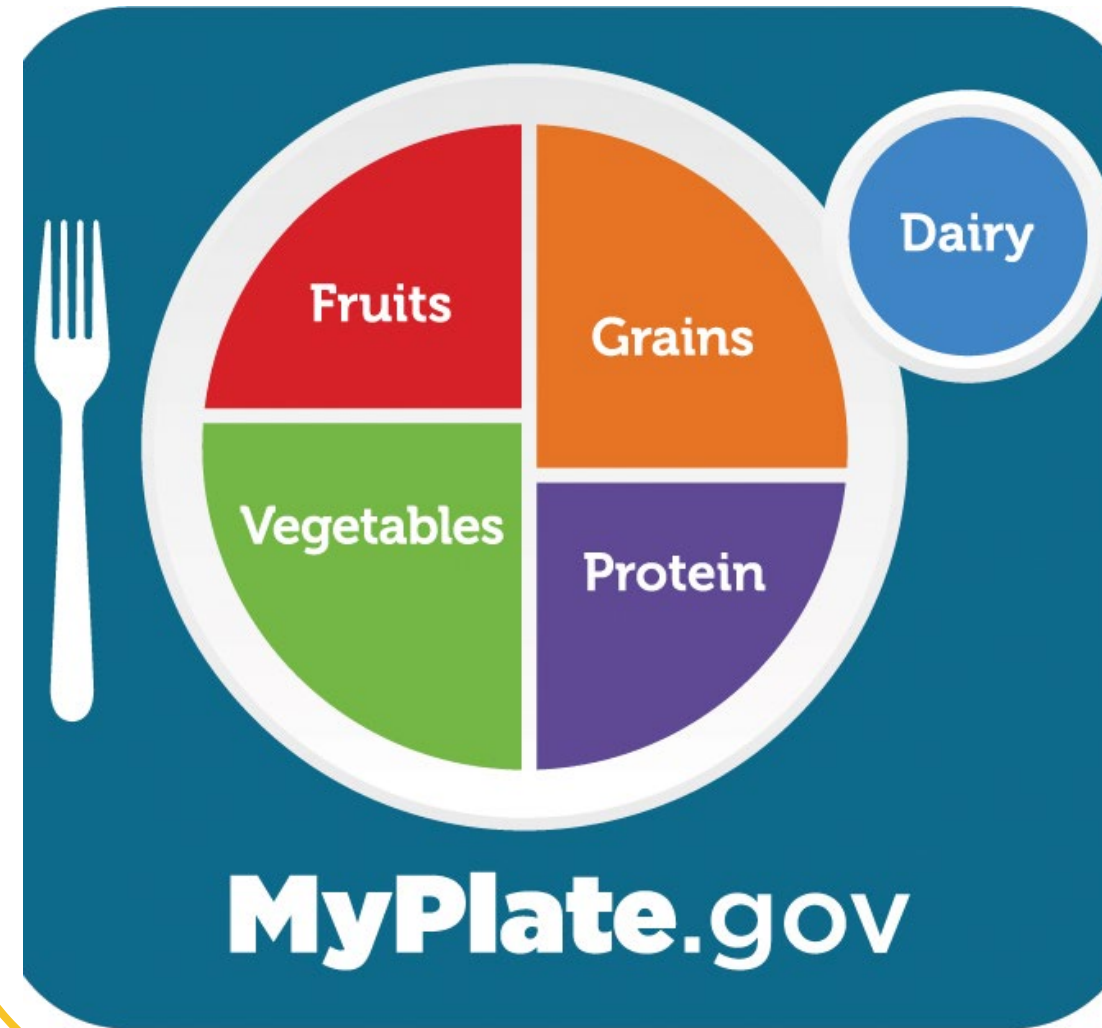 Fruits
Grains
Dairy
Vegetables
Protein
MyPlate.gov